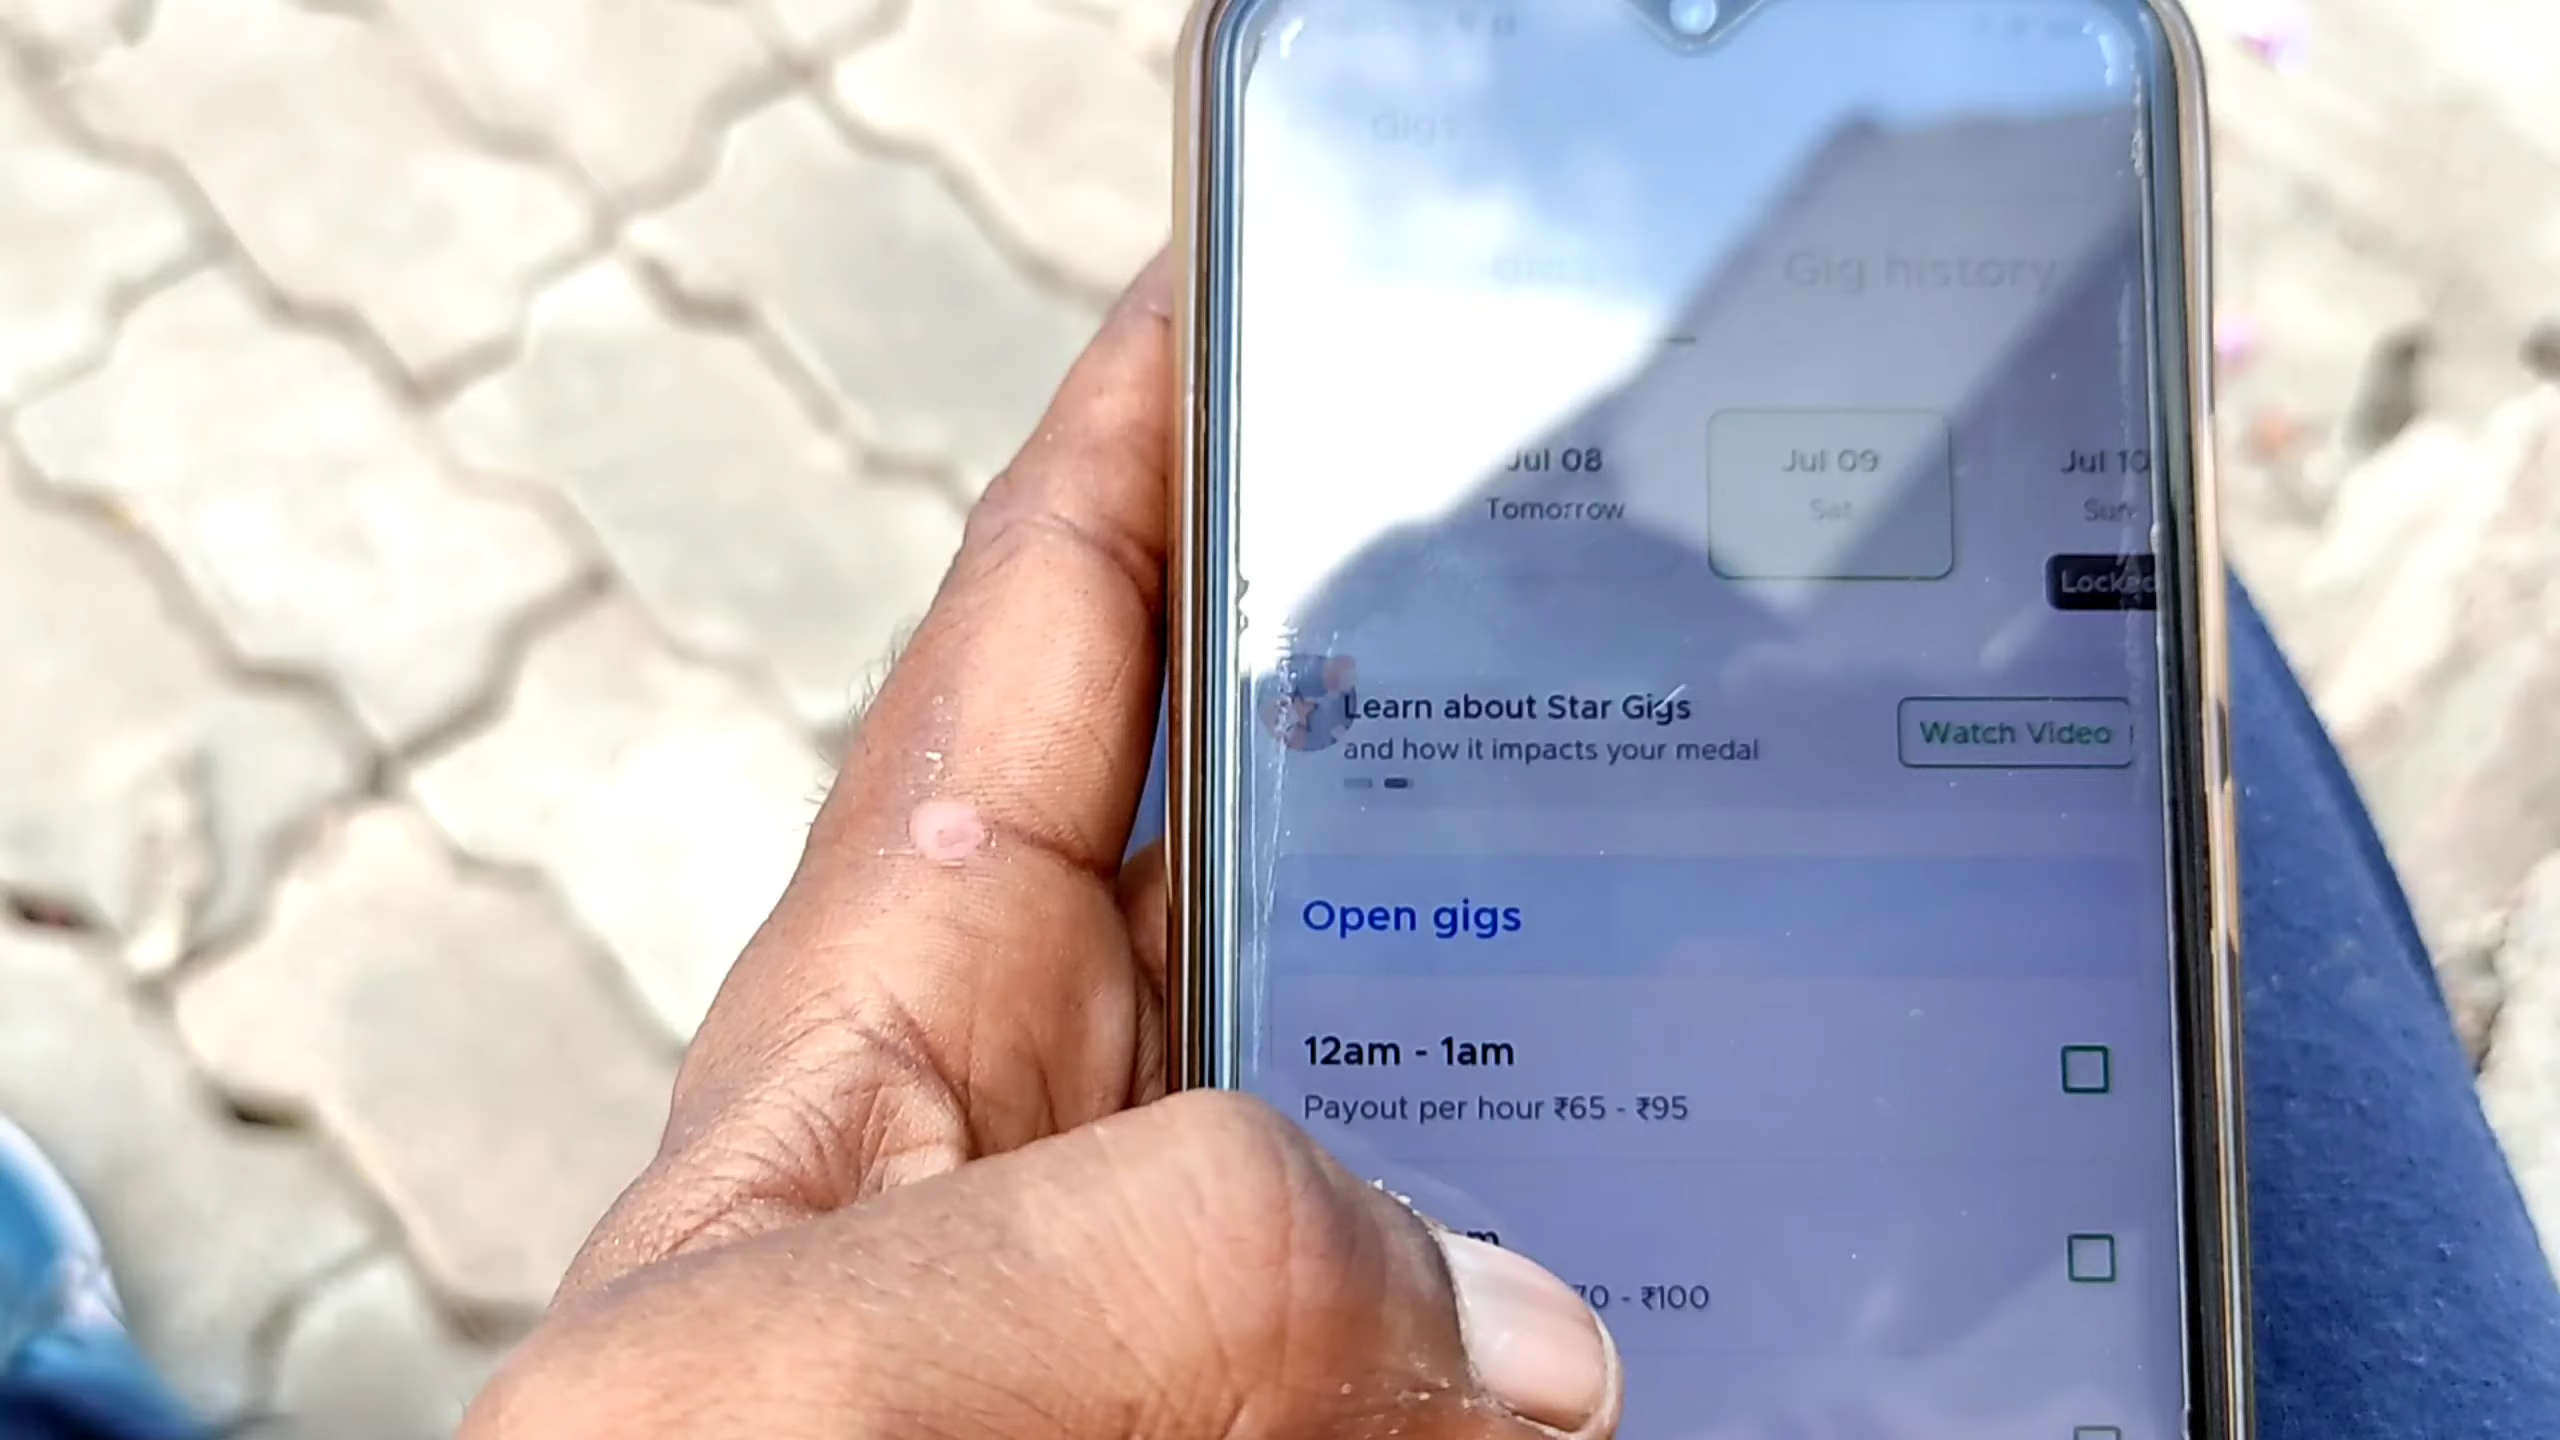 Gigs
Gig history
Jul 08
Tomorrow
Jul 09
Sat
Jul 10
Sun
Locked
Learn about Star Gigs
and how it impacts your medal
Watch Video
Open gigs
12am - 1am
Payout per hour ₹65 - ₹95
m
70 - ₹100